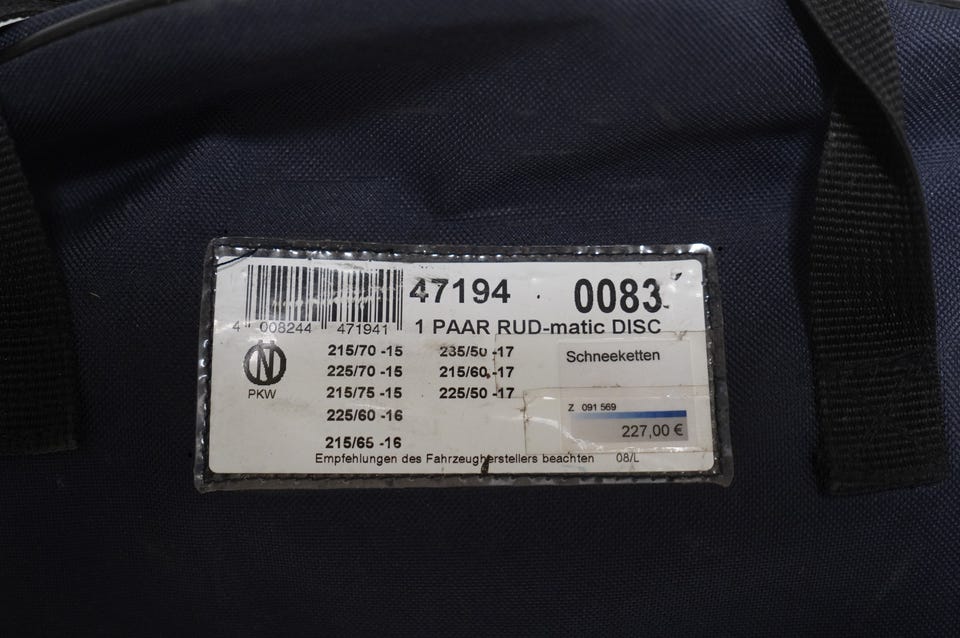 47194 0083
4 008244 471941 1 PAAR RUD-matic DISC
215/70 -15 235/50 -17
225/70 -15 215/60 -17
215/75 -15 225/50 -17
225/60 -16
215/65 -16
PKW
Schneeketten
Z 091 569
227,00 €
Empfehlungen des Fahrzeugherstellers beachten 08/L